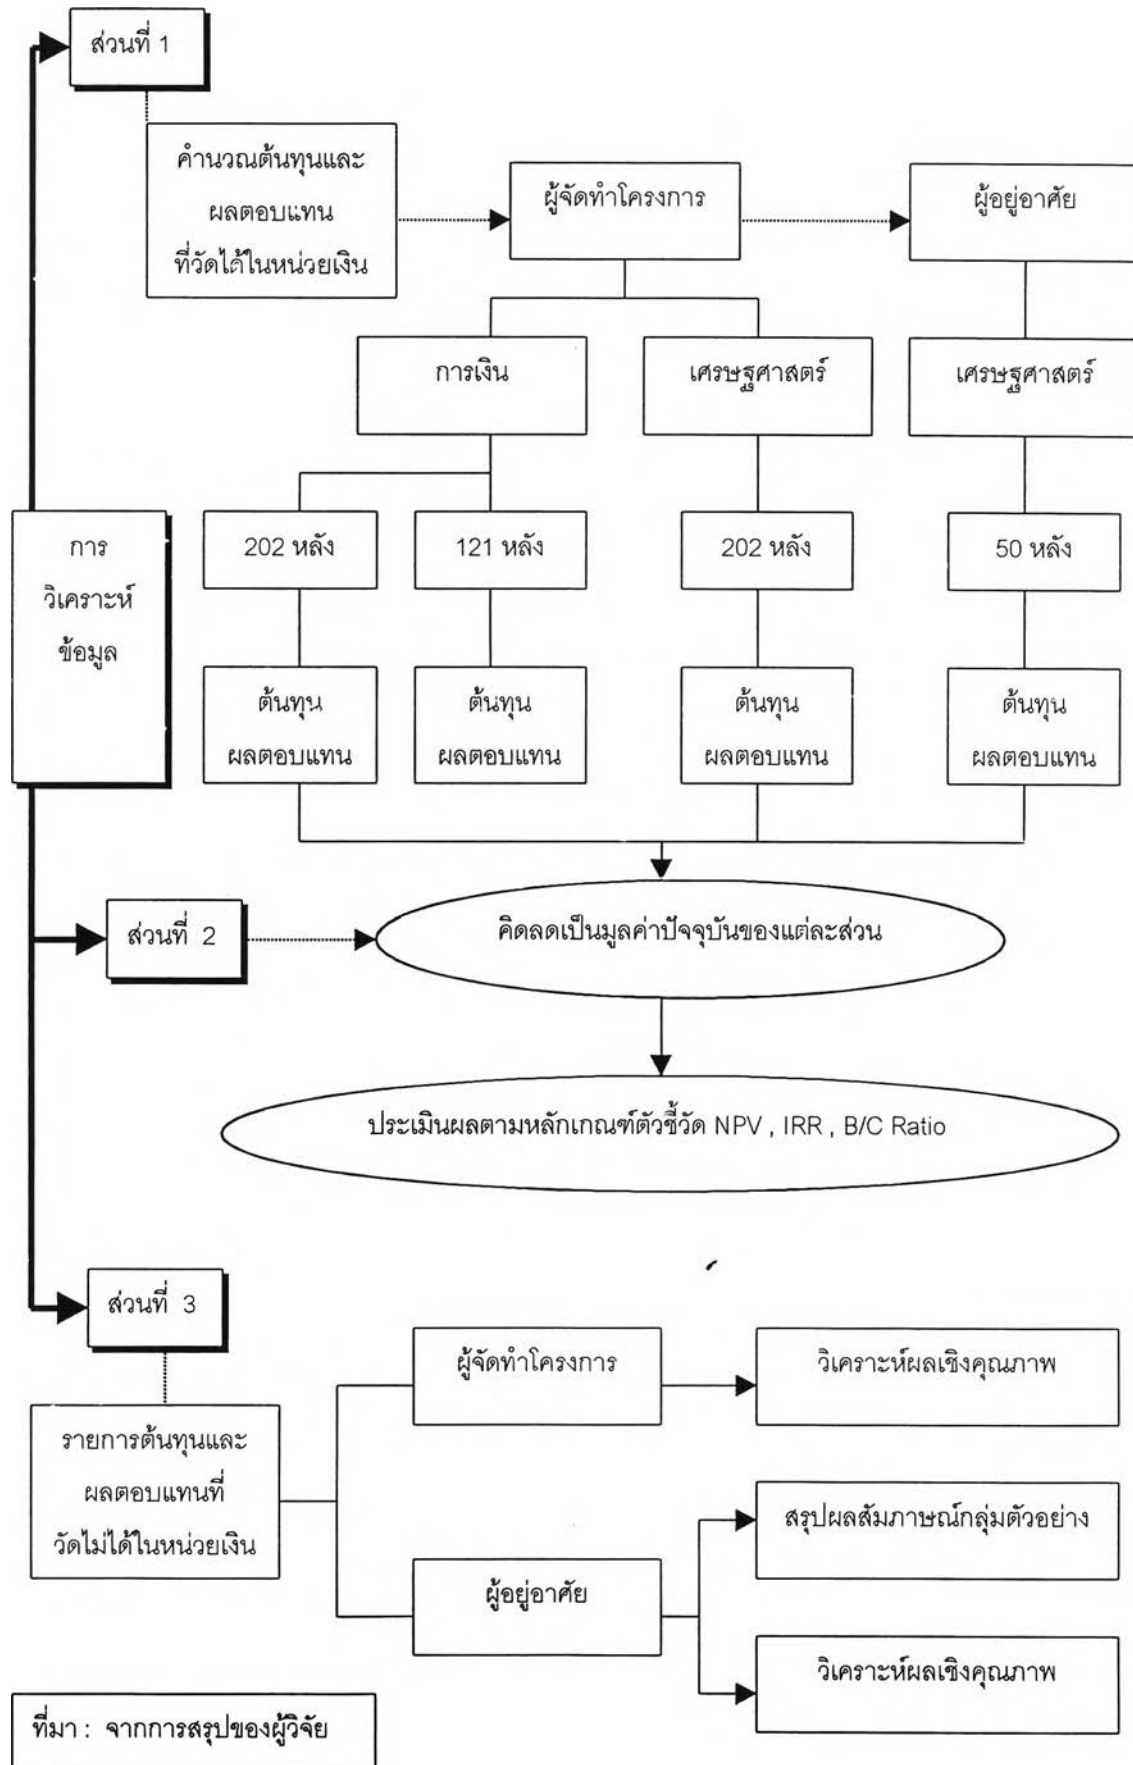 ส่วนที่ 1
คำนวณต้นทุนและ
ผลตอบแทน
ที่วัดได้ในหน่วยเงิน
ผู้จัดทำโครงการ
ผู้อยู่อาศัย
การเงิน
เศรษฐศาสตร์
เศรษฐศาสตร์
การ
วิเคราะห์
ข้อมูล
202 หลัง
121 หลัง
202 หลัง
50 หลัง
ต้นทุน
ผลตอบแทน
ต้นทุน
ผลตอบแทน
ต้นทุน
ผลตอบแทน
ต้นทุน
ผลตอบแทน
ส่วนที่ 2
คิดลดเป็นมูลค่าปัจจุบันของแต่ละส่วน
ประเมินผลตามหลักเกณฑ์ตัวชี้วัด NPV , IRR , B/C Ratio
ส่วนที่ 3
รายการต้นทุนและ
ผลตอบแทนที่
วัดไม่ได้ในหน่วยเงิน
ผู้จัดทำโครงการ
วิเคราะห์ผลเชิงคุณภาพ
ผู้อยู่อาศัย
สรุปผลสัมภาษณ์กลุ่มตัวอย่าง
วิเคราะห์ผลเชิงคุณภาพ
ที่มา : จากการสรุปของผู้วิจัย